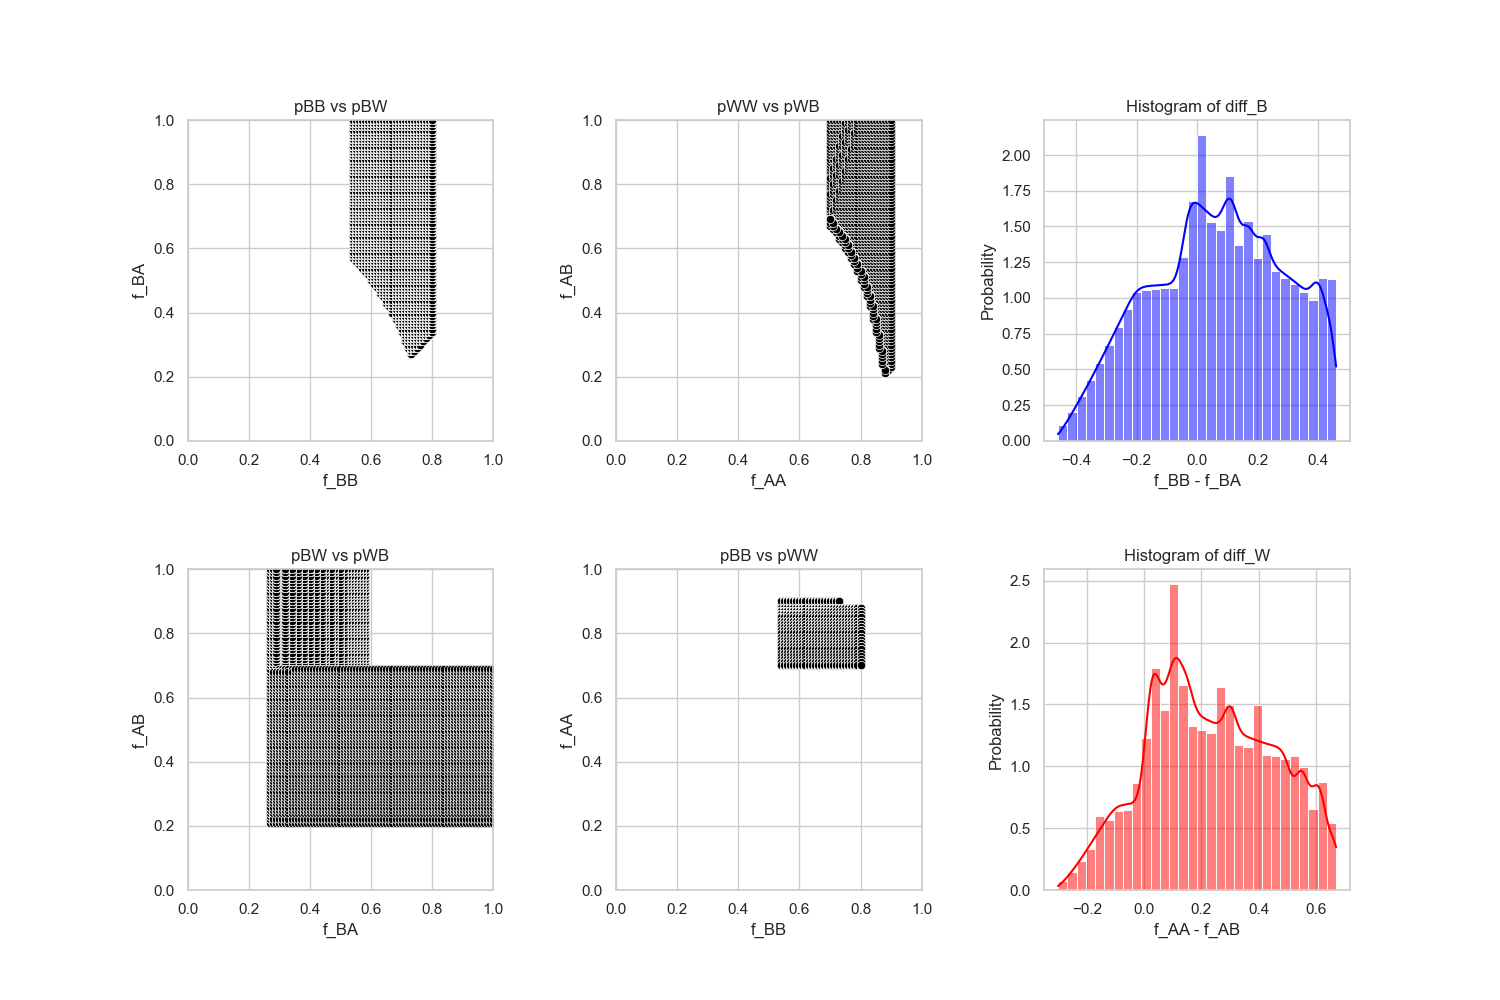 pBB vs pBW
1.0
0.8
0.6
0.4
0.2
0.0
f_BA
0.0 0.2 0.4 0.6 0.8 1.0
f_BB
pWW vs pWB
1.0
0.8
0.6
0.4
0.2
0.0
f_AB
0.0 0.2 0.4 0.6 0.8 1.0
f_AA
Histogram of diff_B
2.00
1.75
1.50
1.25
1.00
0.75
0.50
0.25
0.00
Probability
−0.4 −0.2 0.0 0.2 0.4
f_BB - f_BA
pBW vs pWB
1.0
0.8
0.6
0.4
0.2
0.0
f_AB
0.0 0.2 0.4 0.6 0.8 1.0
f_BA
pBB vs pWW
1.0
0.8
0.6
0.4
0.2
0.0
f_AA
0.0 0.2 0.4 0.6 0.8 1.0
f_BB
Histogram of diff_W
2.5
2.0
1.5
1.0
0.5
0.0
Probability
−0.2 0.0 0.2 0.4 0.6
f_AA - f_AB